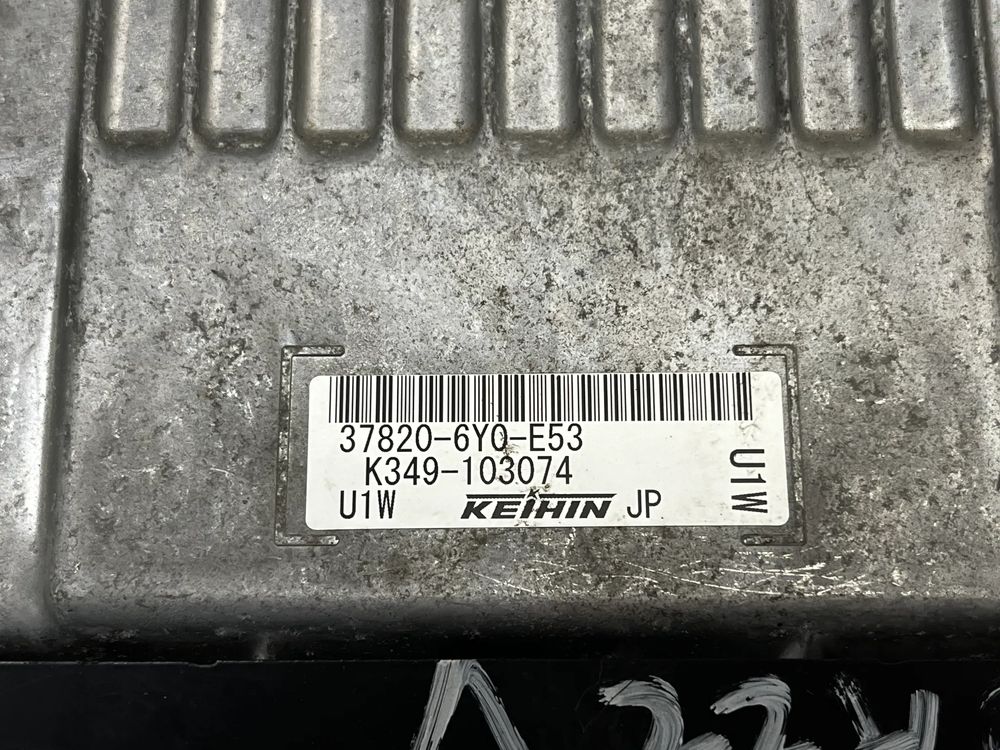 37820-6Y0-E53
K349-103074
U1W KEIHIN JP
U1W